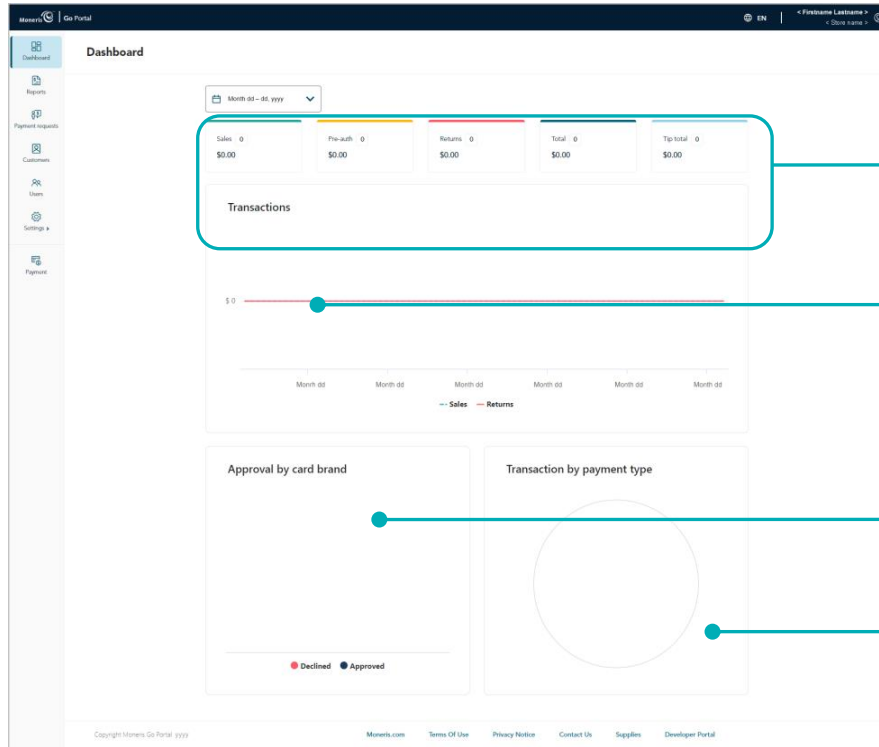 Moneris Go Portal
EN
< Firstname Lastname >
< Store name >
Dashboard
Reports
Payment requests
Customers
Users
Settings
Payment
Dashboard
Month dd – dd, yyyy
Sales 0
$0.00
Pre-auth 0
$0.00
Returns 0
$0.00
Total 0
$0.00
Tip total 0
$0.00
Transactions
$ 0
Month dd Month dd Month dd Month dd Month dd Month dd
Sales Returns
Approval by card brand
Declined Approved
Transaction by payment type
Copyright Moneris Go Portal yyyy
Moneris.com Terms Of Use Privacy Notice Contact Us Supplies Developer Portal